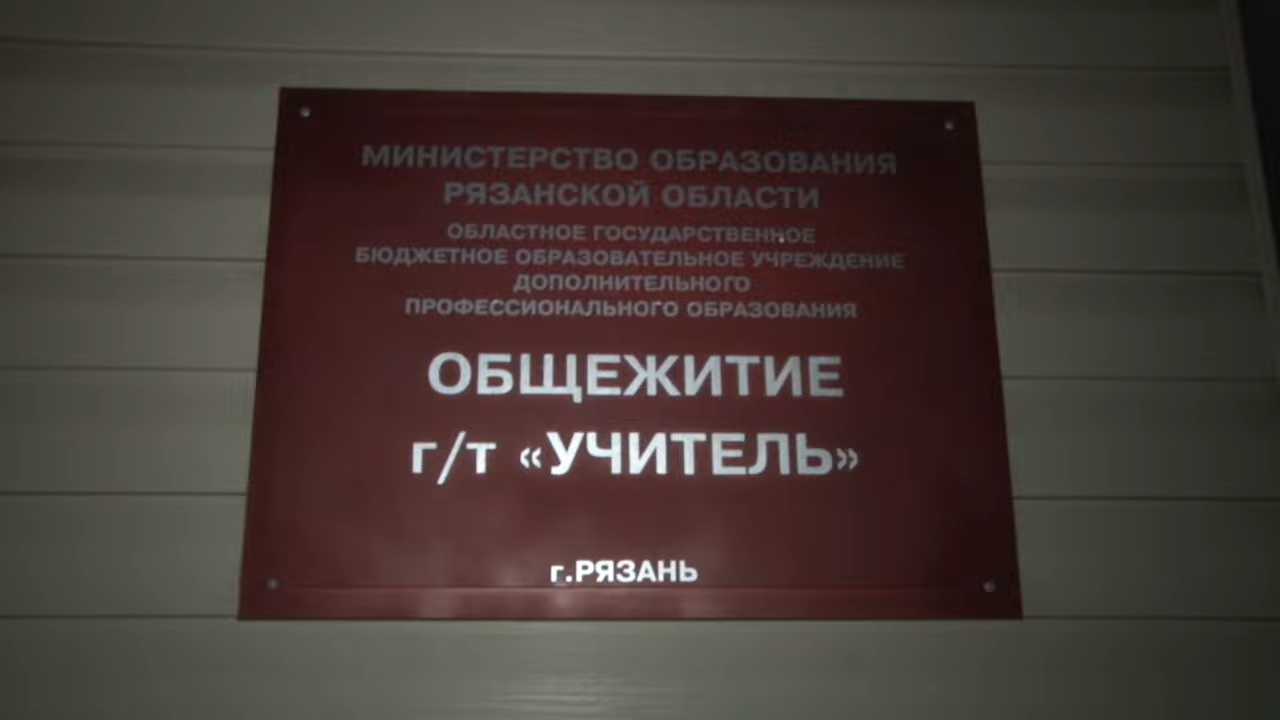 МИНИСТЕРСТВО ОБРАЗОВАНИЯ
РЯЗАНСКОЙ ОБЛАСТИ
ОБЛАСТНОЕ ГОСУДАРСТВЕННОЕ
БЮДЖЕТНОЕ ОБРАЗОВАТЕЛЬНОЕ УЧРЕЖДЕНИЕ
ДОПОЛНИТЕЛЬНОГО
ПРОФЕССИОНАЛЬНОГО ОБРАЗОВАНИЯ
ОБЩЕЖИТИЕ
г/т «УЧИТЕЛЬ»
г.РЯЗАНЬ